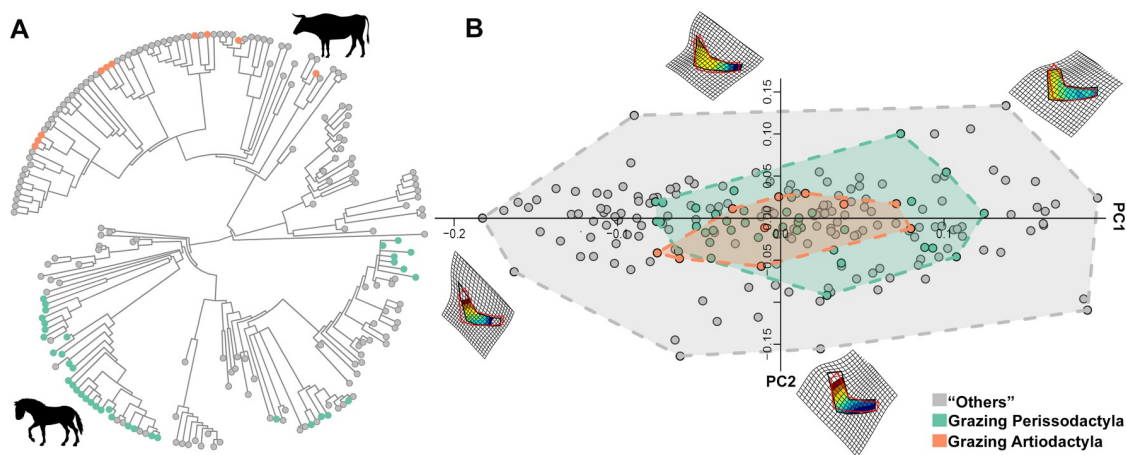 A
B
0.15
0.10
0.05
0.00
-0.05
-0.15
-0.2
-0.1
0.1
PC1
PC2
"Others"
Grazing Perissodactyla
Grazing Artiodactyla